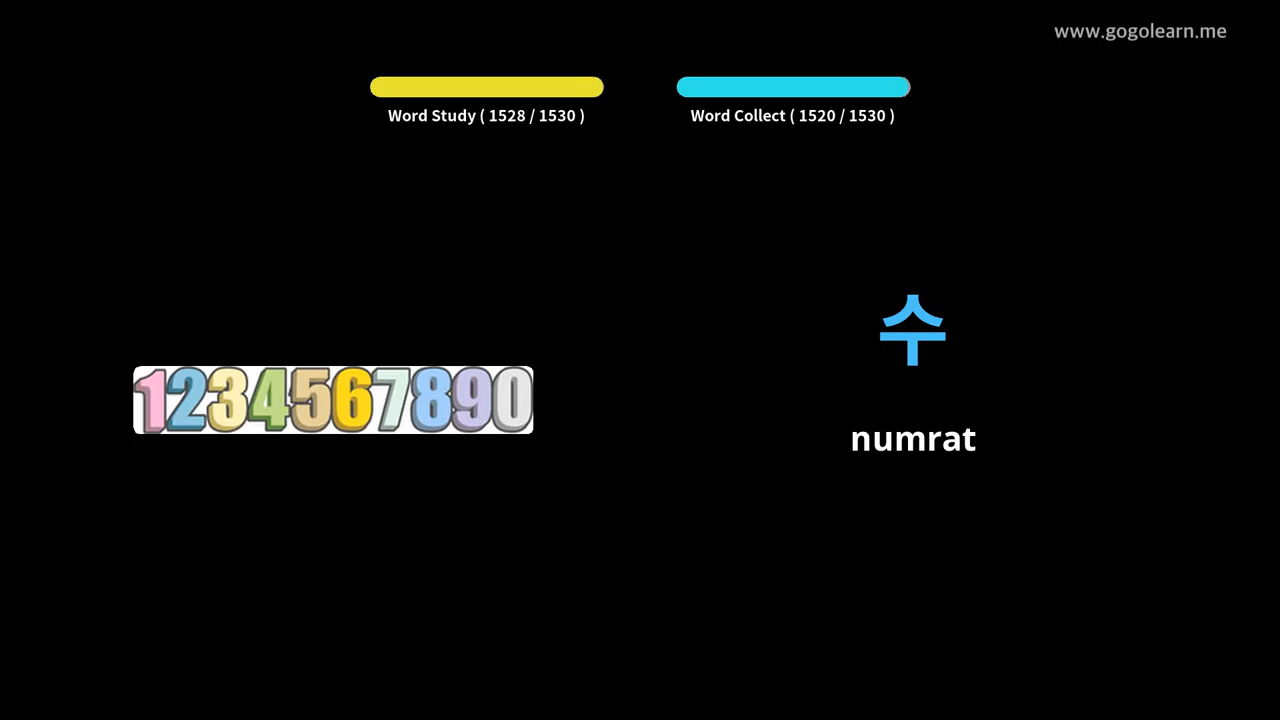 www.gogolearn.me
Word Study ( 1528 / 1530 )
Word Collect ( 1520 / 1530 )
수
1234567890
numrat